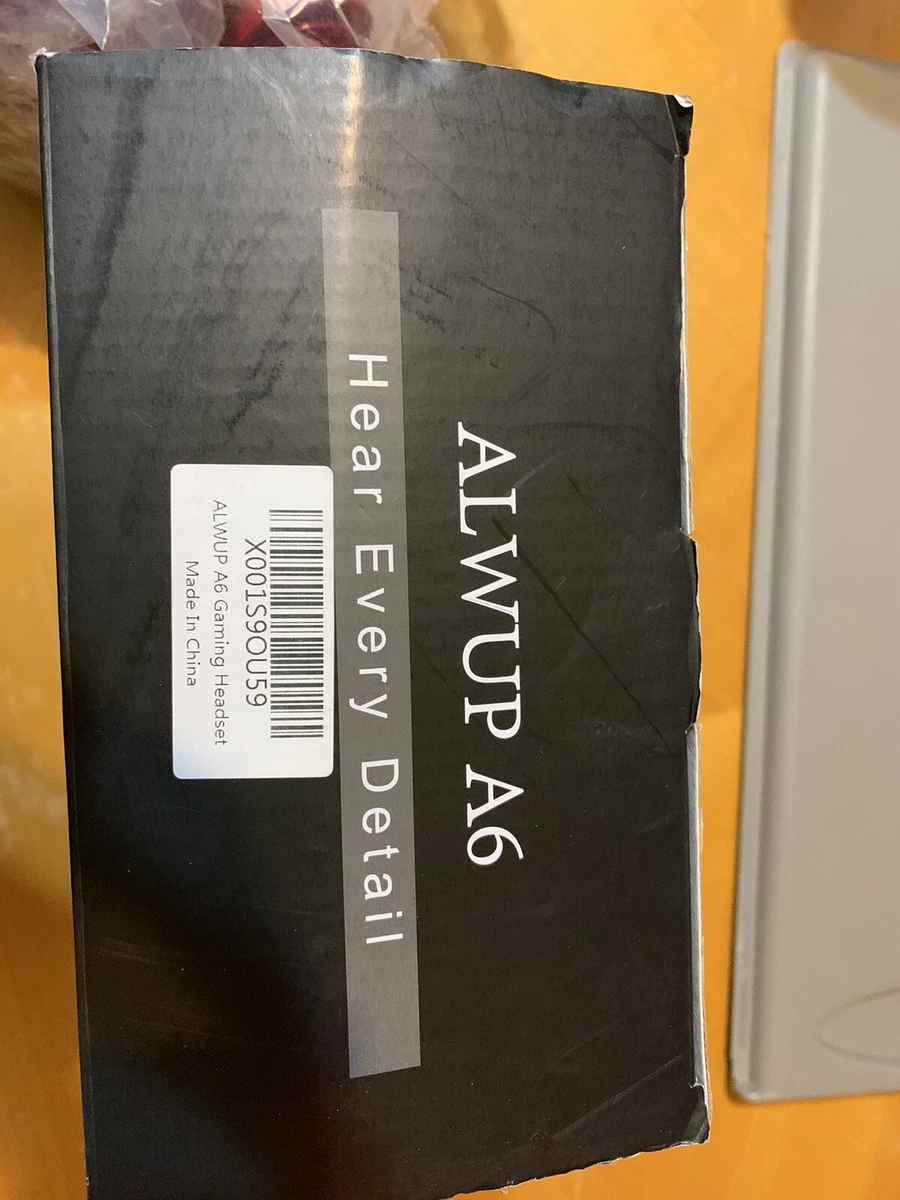 ALWUP A6
Hear Every Detail
X001S9OU59
ALWUP A6 Gaming Headset
Made In China